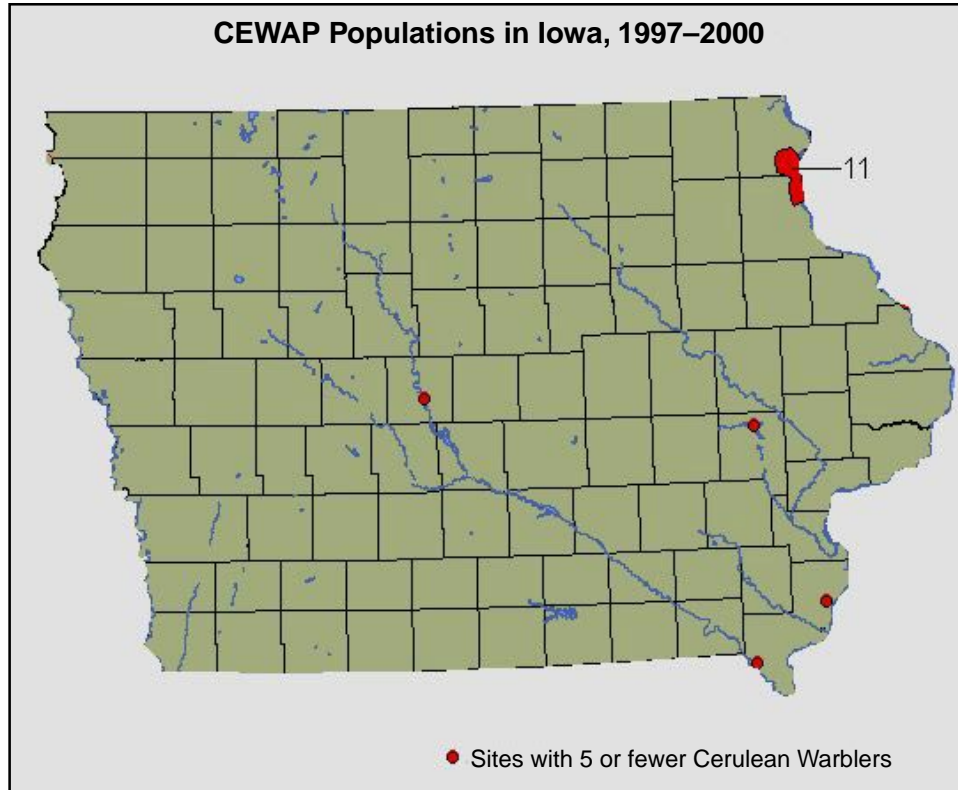 CEWAP Populations in Iowa, 1997–2000
11
Sites with 5 or fewer Cerulean Warblers